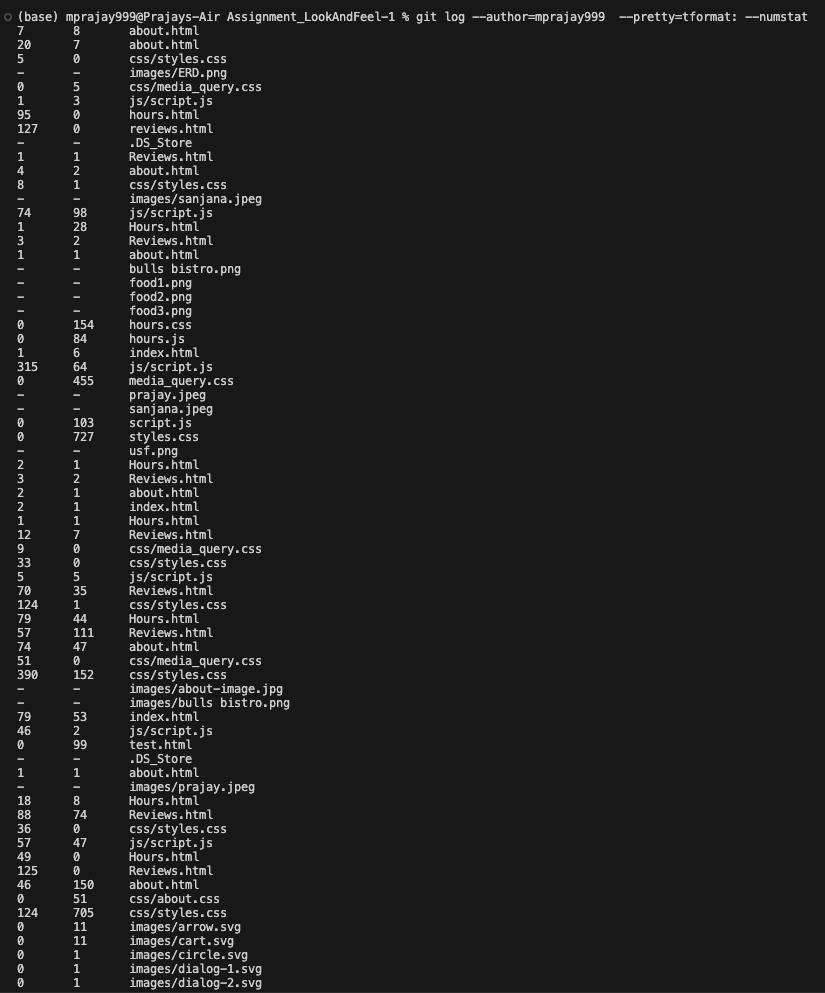 (base) mprajay999@Prajays-Air Assignment_LookAndFeel-1 % git log --author=mprajay999  --pretty=tformat: --numstat
7       8       about.html
20      7       about.html
5       0       css/styles.css
-       -       images/ERD.png
0       5       css/media_query.css
1       3       js/script.js
95      0       hours.html
127     0       reviews.html
-       -       .DS_Store
1       1       Reviews.html
4       2       about.html
8       1       css/styles.css
-       -       images/sanjana.jpeg
74      98      js/script.js
1       28      Hours.html
3       2       Reviews.html
1       1       about.html
-       -       bulls bistro.png
-       -       food1.png
-       -       food2.png
-       -       food3.png
0       154     hours.css
0       84      hours.js
1       6       index.html
315     64      js/script.js
0       455     media_query.css
-       -       prajay.jpeg
-       -       sanjana.jpeg
0       103     script.js
0       727     styles.css
-       -       usf.png
2       1       Hours.html
3       2       Reviews.html
2       1       about.html
2       1       index.html
1       1       Hours.html
12      7       Reviews.html
9       0       css/media_query.css
33      0       css/styles.css
5       5       js/script.js
70      35      Reviews.html
124     1       css/styles.css
79      44      Hours.html
57      111     Reviews.html
74      47      about.html
51      0       css/media_query.css
390     152     css/styles.css
-       -       images/about-image.jpg
-       -       images/bulls bistro.png
79      53      index.html
46      2       js/script.js
0       99      test.html
-       -       .DS_Store
1       1       about.html
-       -       images/prajay.jpeg
18      8       Hours.html
88      74      Reviews.html
36      0       css/styles.css
57      47      js/script.js
49      0       Hours.html
125     0       Reviews.html
46      150     about.html
0       51      css/about.css
124     705     css/styles.css
0       11      images/arrow.svg
0       11      images/cart.svg
0       1       images/circle.svg
0       1       images/dialog-1.svg
0       1       images/dialog-2.svg